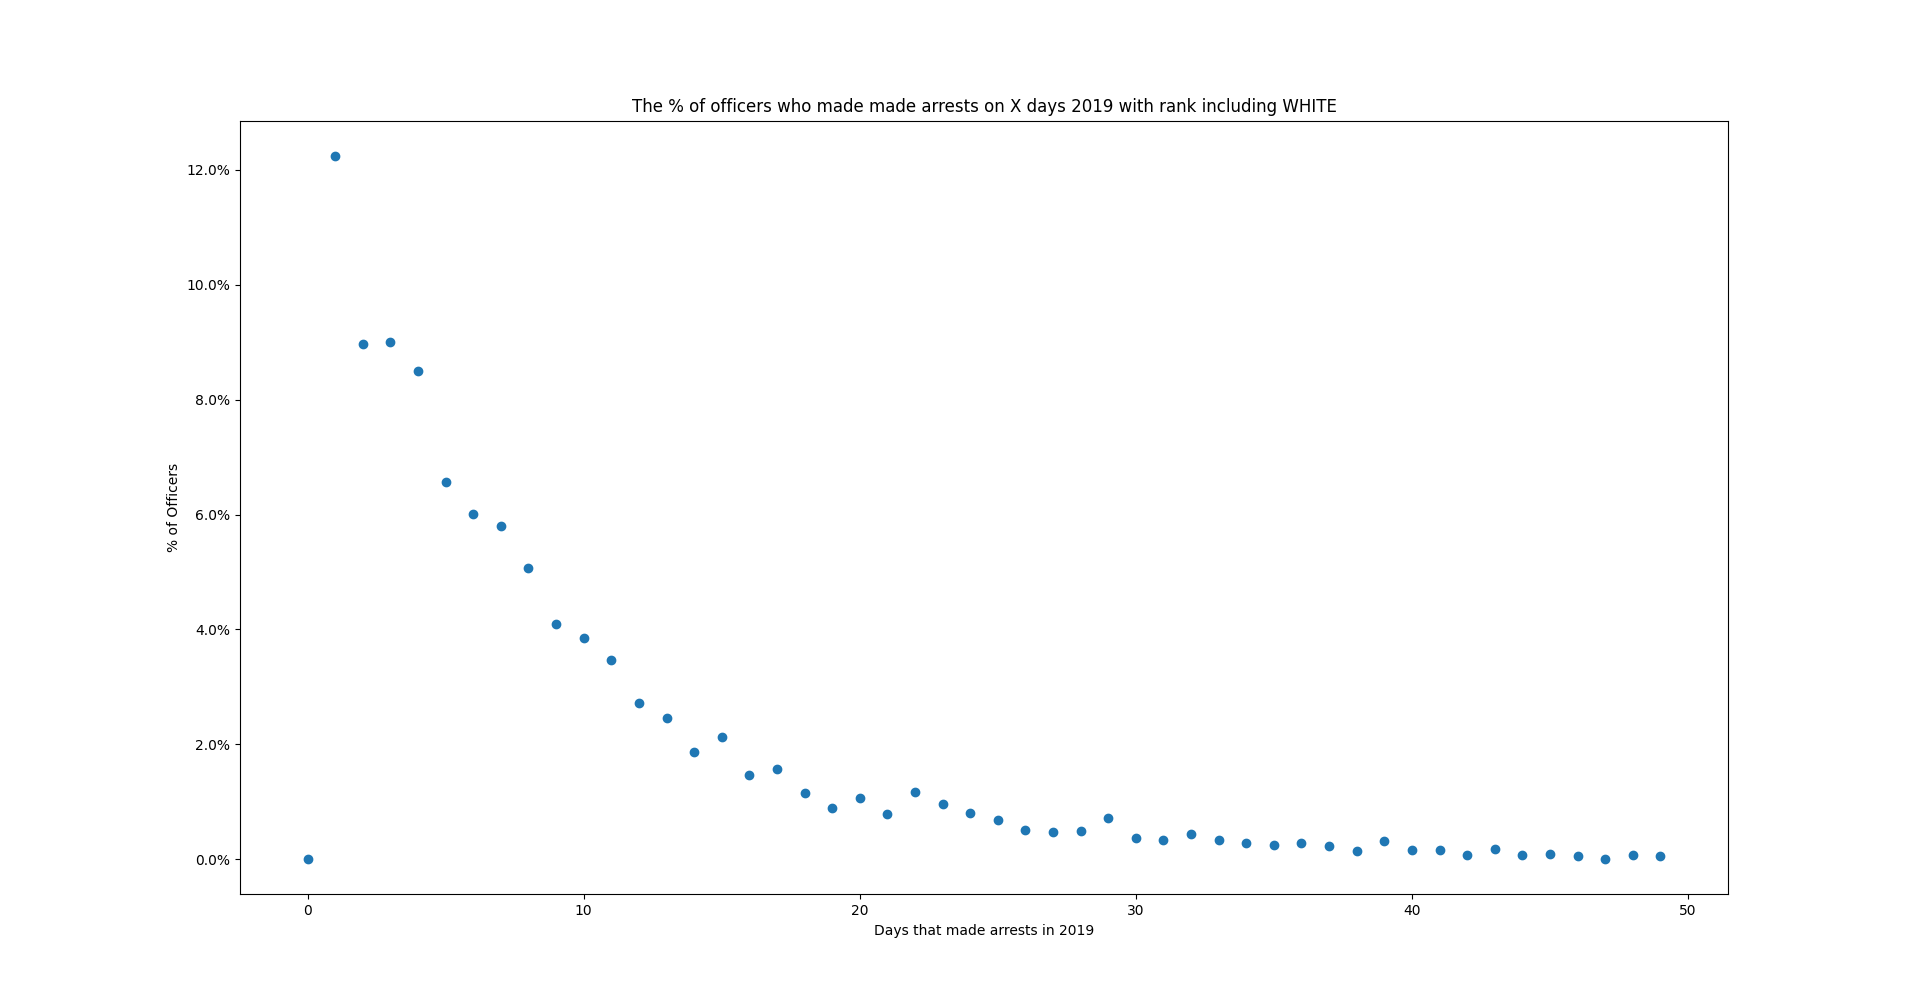 The % of officers who made made arrests on X days 2019 with rank including WHITE
12.0%
10.0%
8.0%
6.0%
4.0%
2.0%
0.0%
% of Officers
0 10 20 30 40 50
Days that made arrests in 2019